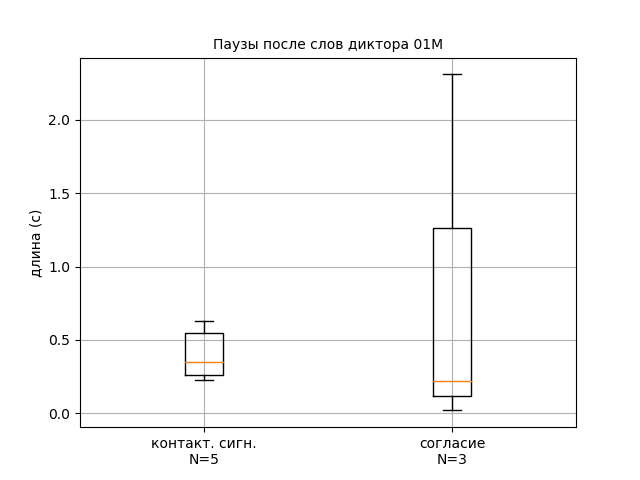 Паузы после слов диктора 01М
длина (с)
2.0
1.5
1.0
0.5
0.0
контакт. сигн.
N=5
согласие
N=3